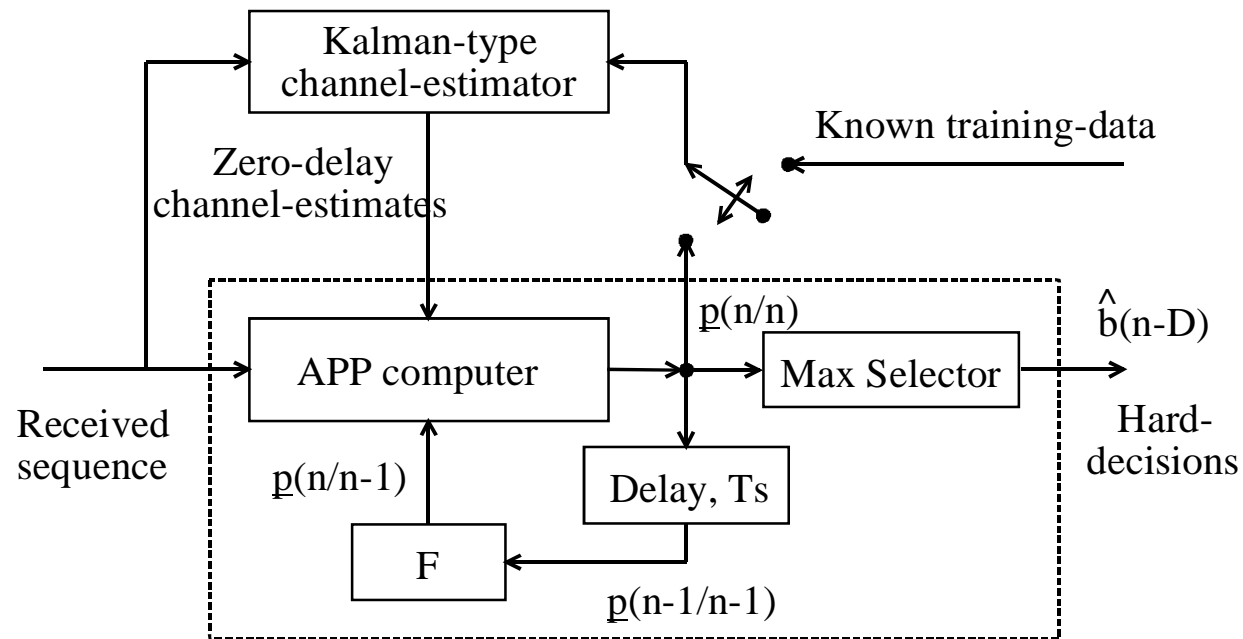 Kalman-type
channel-estimator
Known training-data
Zero-delay
channel-estimates
p(n/n)
b̂(n-D)
APP computer
Max Selector
Received
sequence
Hard-
decisions
p(n/n-1)
Delay, Ts
F
p(n-1/n-1)